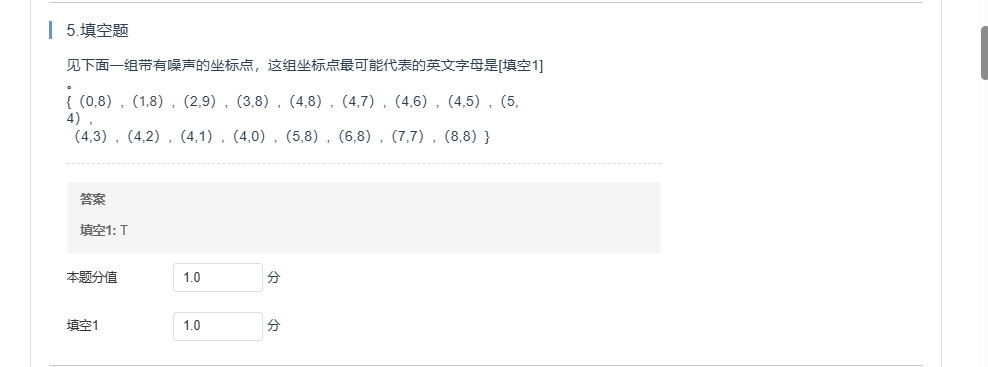 5.填空题
见下面一组带有噪声的坐标点，这组坐标点最可能代表的英文字母是[填空1]
。
{（0,8），（1,8），（2,9），（3,8），（4,8），（4,7），（4,6），（4,5），（5,
4），
（4,3），（4,2），（4,1），（4,0），（5,8），（6,8），（7,7），（8,8）}
答案
填空1: T
本题分值 1.0 分
填空1 1.0 分